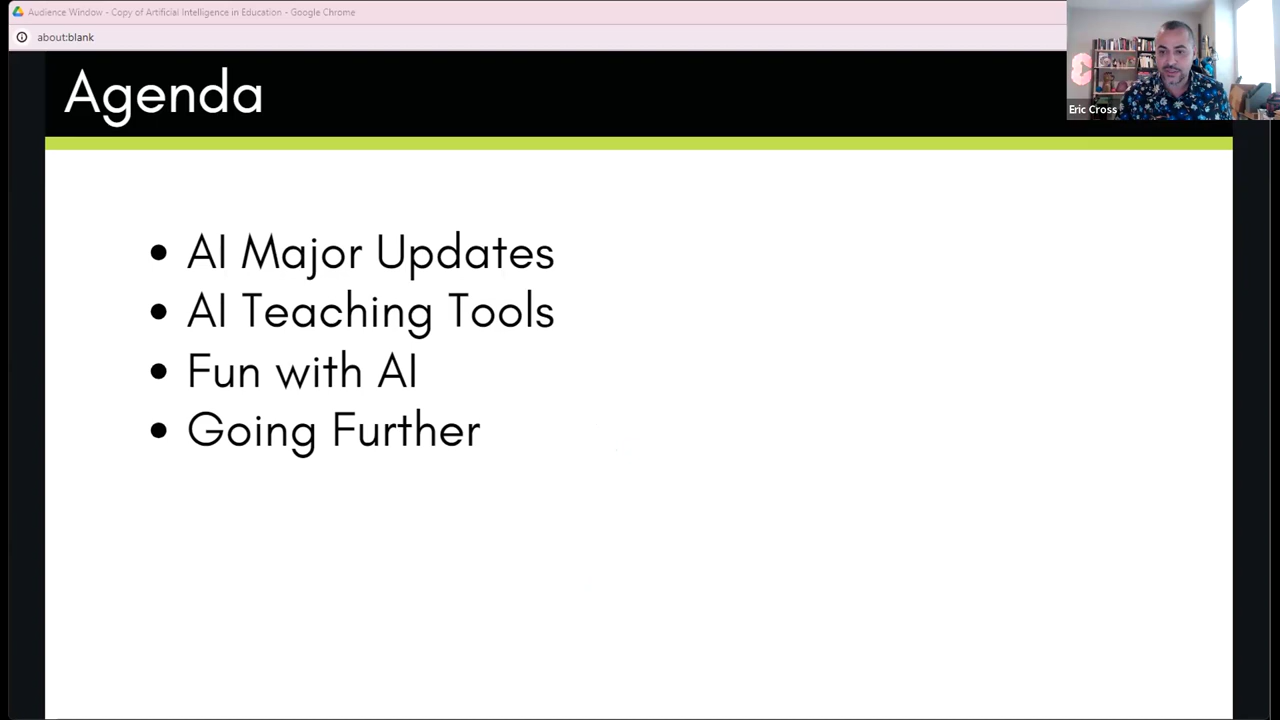 Audience Window - Copy of Artificial Intelligence in Education - Google Chrome
about:blank
Agenda
Eric Cross
• AI Major Updates
• AI Teaching Tools
• Fun with AI
• Going Further